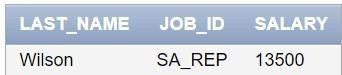 LAST_NAME JOB_ID SALARY
Wilson SA_REP 13500